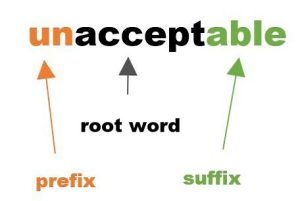 unacceptable
root word
prefix
suffix